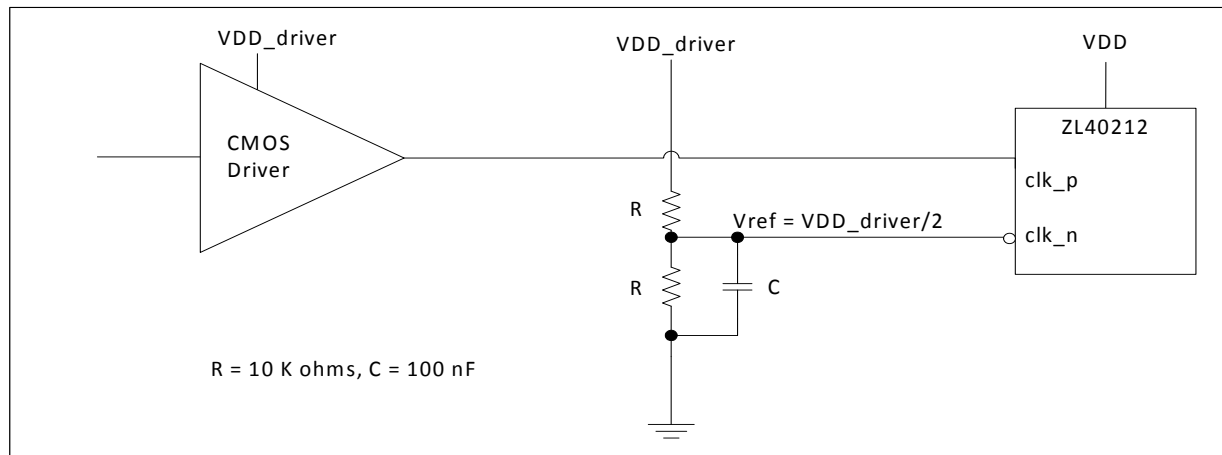 VDD_driver
VDD_driver
VDD
CMOS
Driver
ZL40212
clk_p
R
Vref = VDD_driver/2
clk_n
R
C
R = 10 K ohms, C = 100 nF